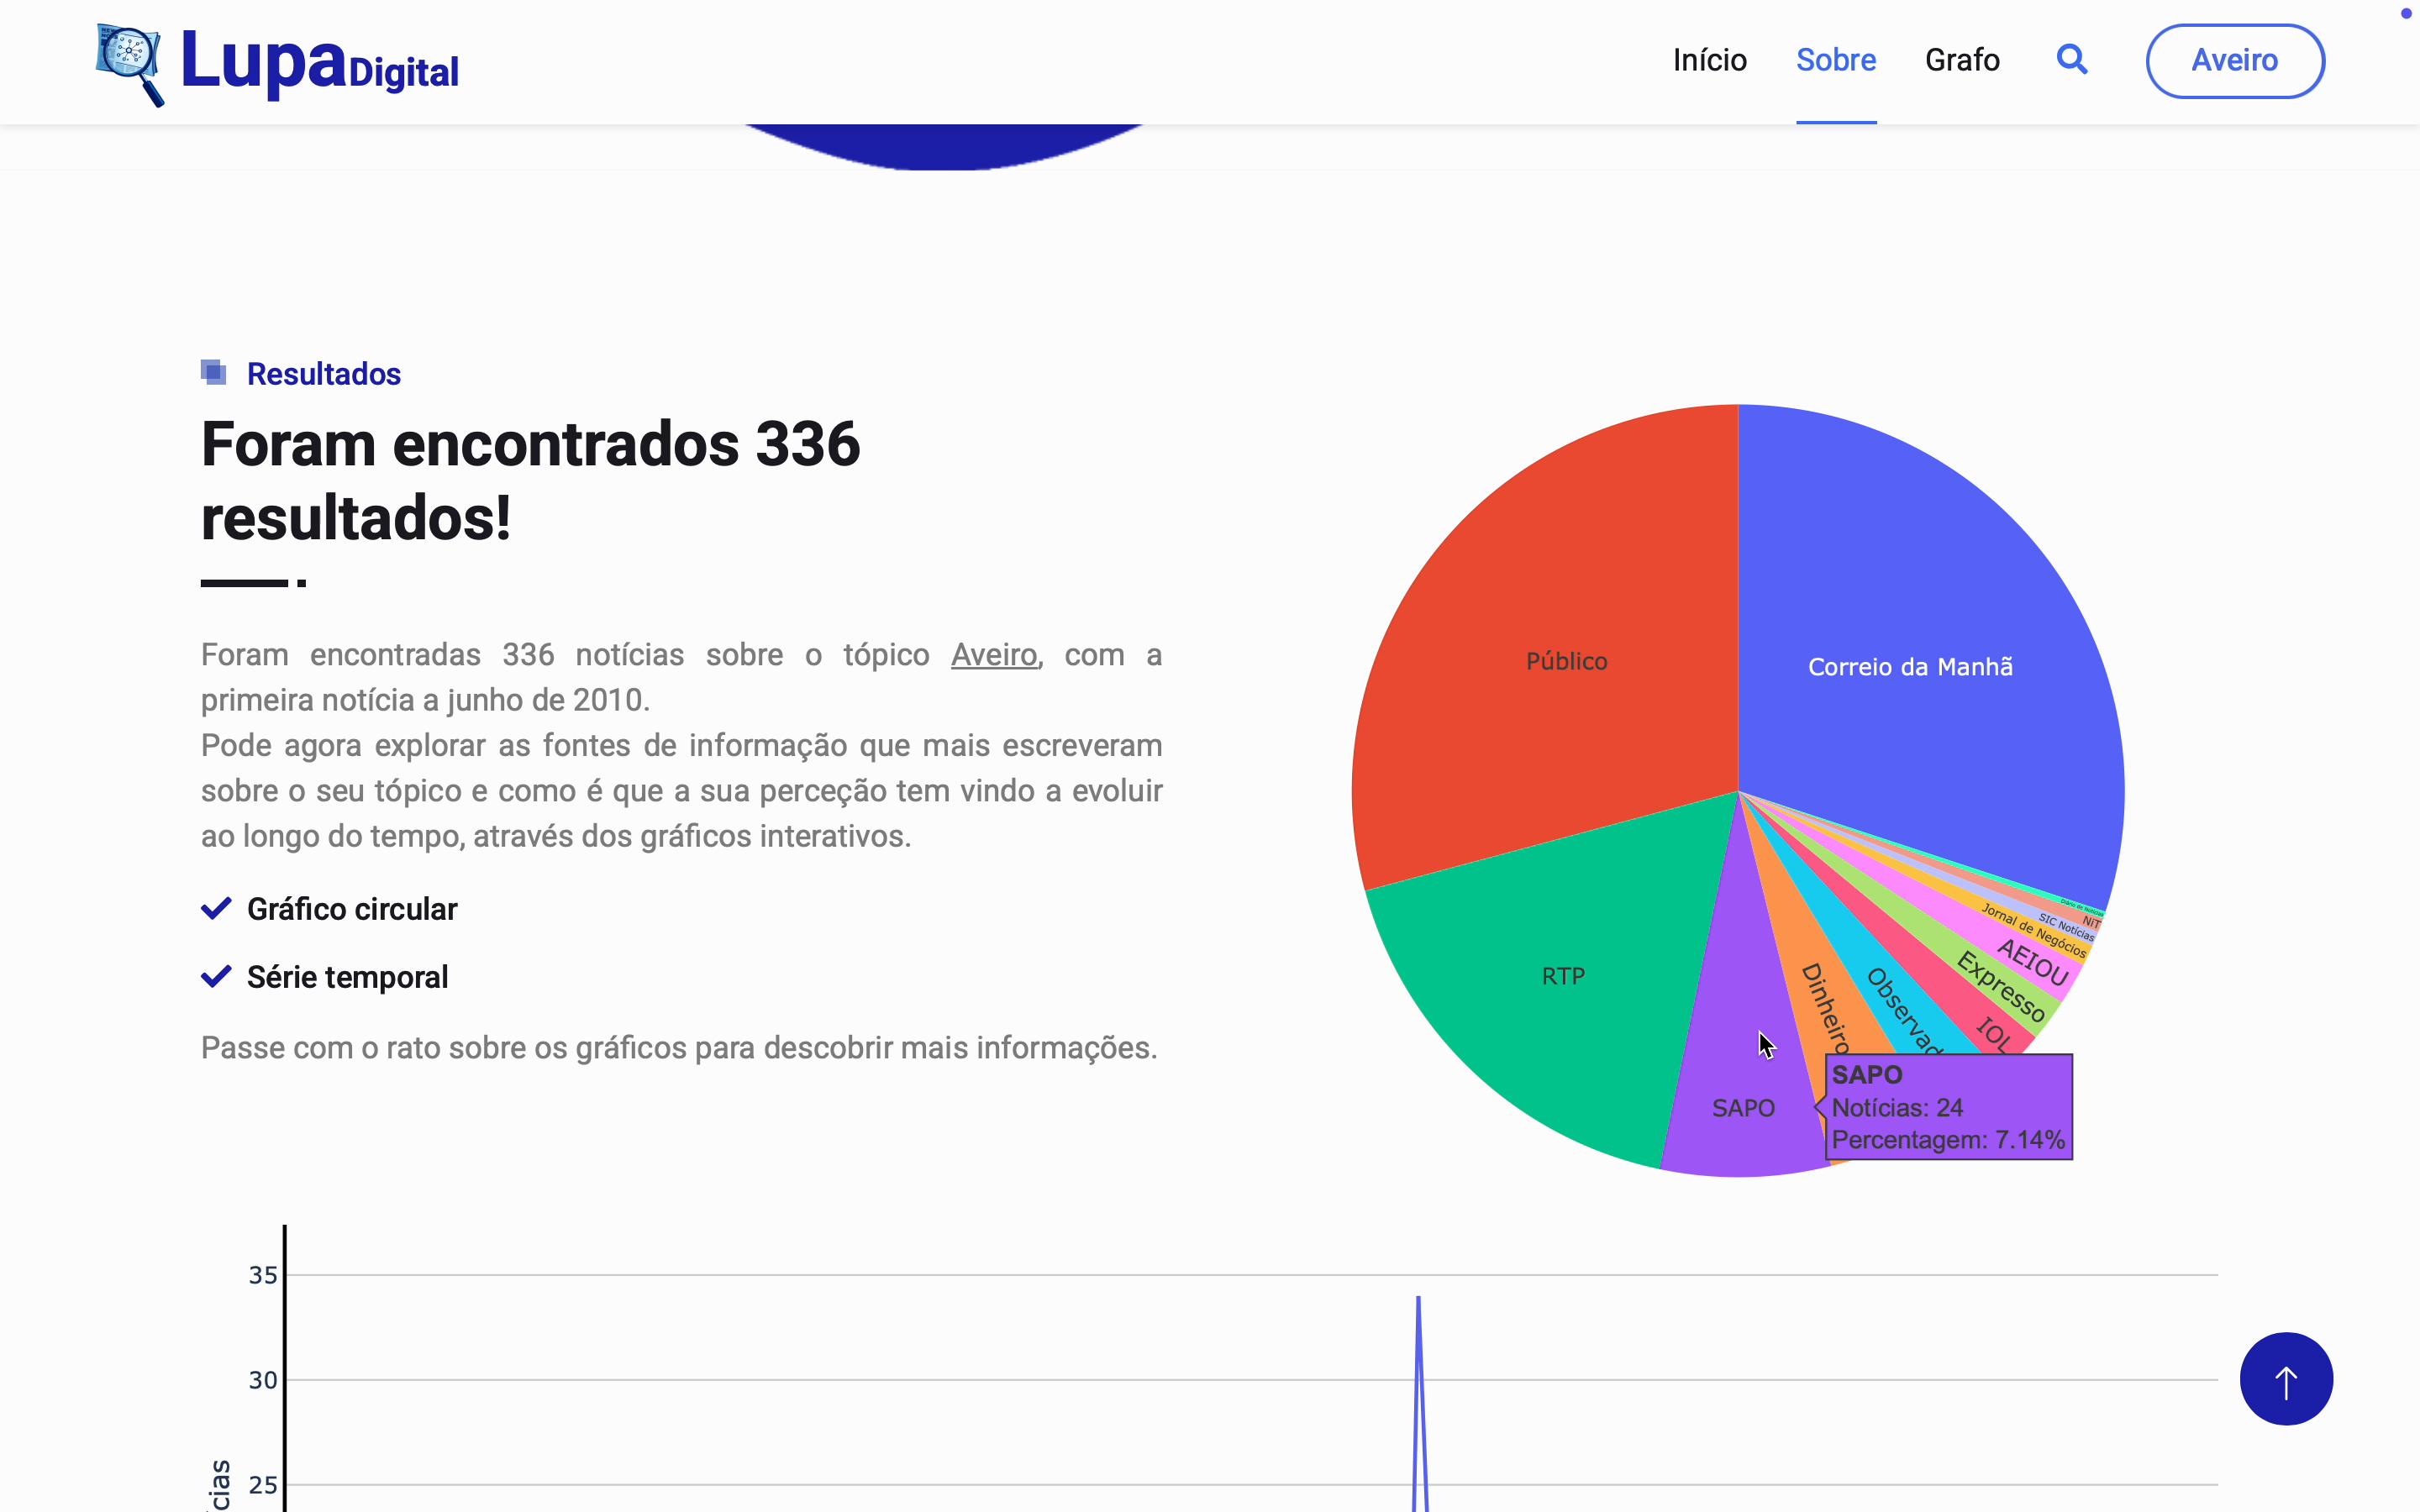 LupaDigital
Início
Sobre
Grafo
Aveiro
Resultados
Foram encontrados 336
resultados!
Foram encontradas 336 notícias sobre o tópico Aveiro, com a
primeira notícia a junho de 2010.
Pode agora explorar as fontes de informação que mais escreveram
sobre o seu tópico e como é que a sua perceção tem vindo a evoluir
ao longo do tempo, através dos gráficos interativos.
Gráfico circular
Série temporal
Passe com o rato sobre os gráficos para descobrir mais informações.
Público
Correio da Manhã
RTP
SAPO
Dinheiro
Observad
IOL
Expresso
AEIOU
Jornal de Negócios
SIC Notícias
NiT
Diário de Notícias
SAPO
Notícias: 24
Percentagem: 7.14%
35
30
25
cias